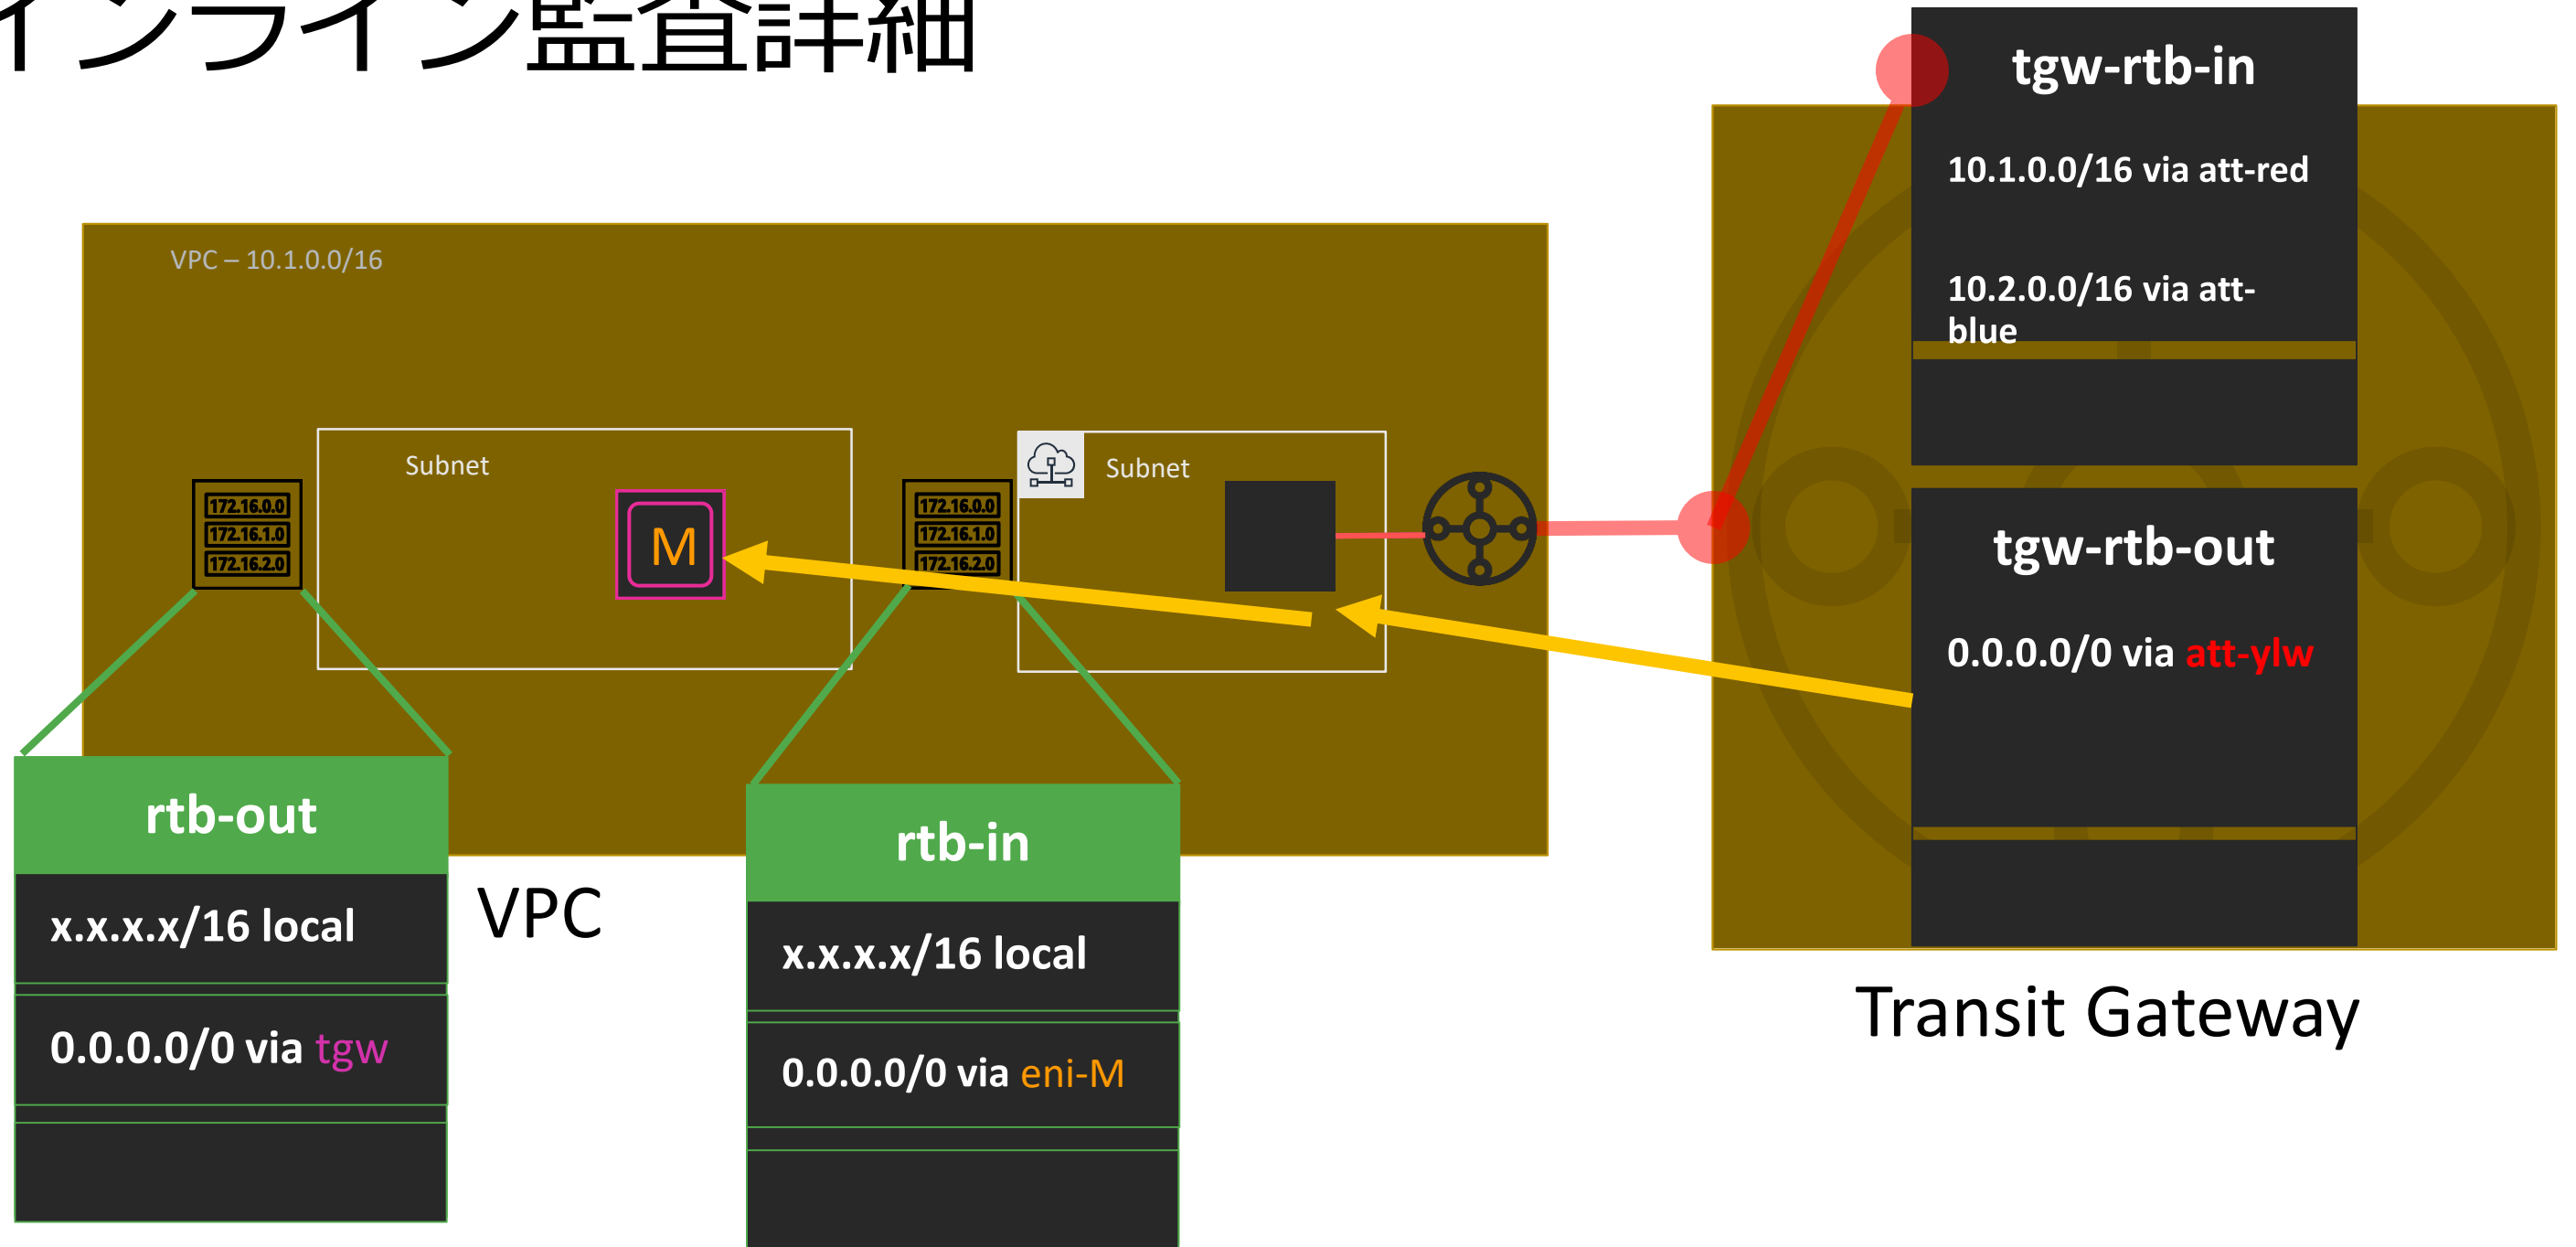 インライン監査詳細
tgw-rtb-in
10.1.0.0/16 via att-red
10.2.0.0/16 via att-
blue
VPC – 10.1.0.0/16
Subnet
M
172.16.0.0
172.16.1.0
172.16.2.0
172.16.0.0
172.16.1.0
172.16.2.0
Subnet
tgw-rtb-out
0.0.0.0/0 via att-ylw
rtb-out
x.x.x.x/16 local
0.0.0.0/0 via tgw
VPC
rtb-in
x.x.x.x/16 local
0.0.0.0/0 via eni-M
Transit Gateway